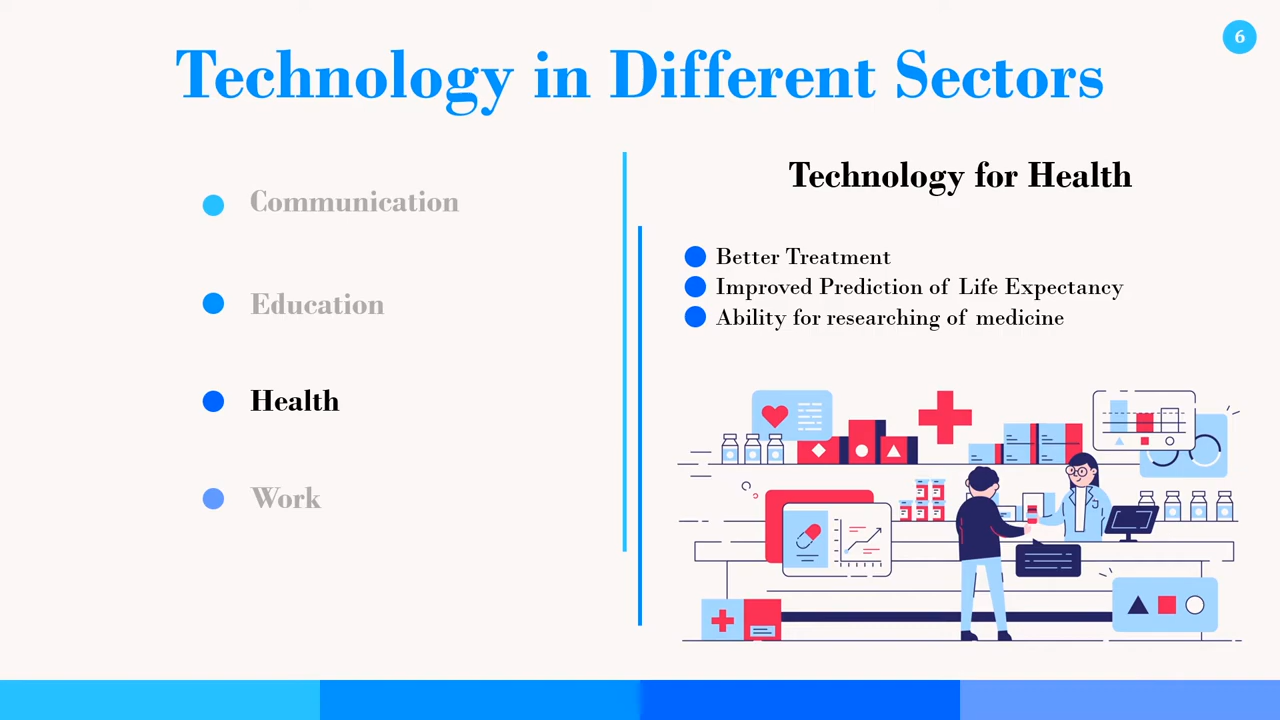 6
Technology in Different Sectors
Communication
Education
Health
Work
Technology for Health
Better Treatment
Improved Prediction of Life Expectancy
Ability for researching of medicine